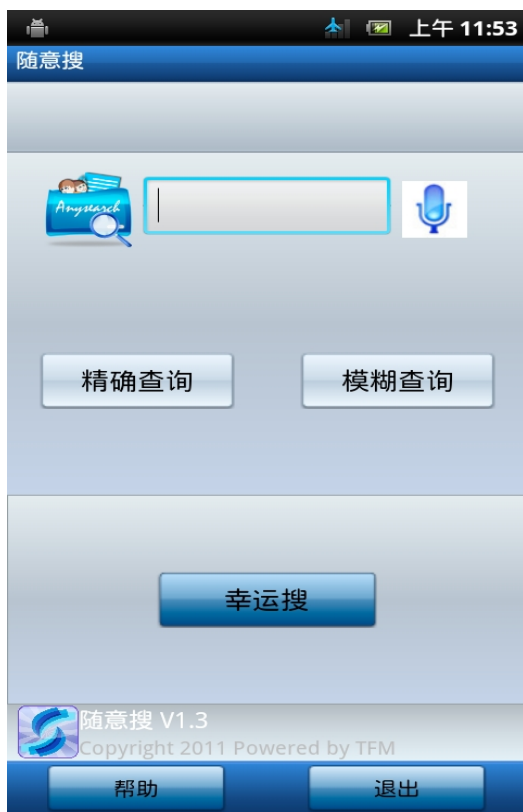 上午 11:53
随意搜
Anysearch
精确查询
模糊查询
幸运搜
随意搜 V1.3
Copyright 2011 Powered by TFM
帮助
退出